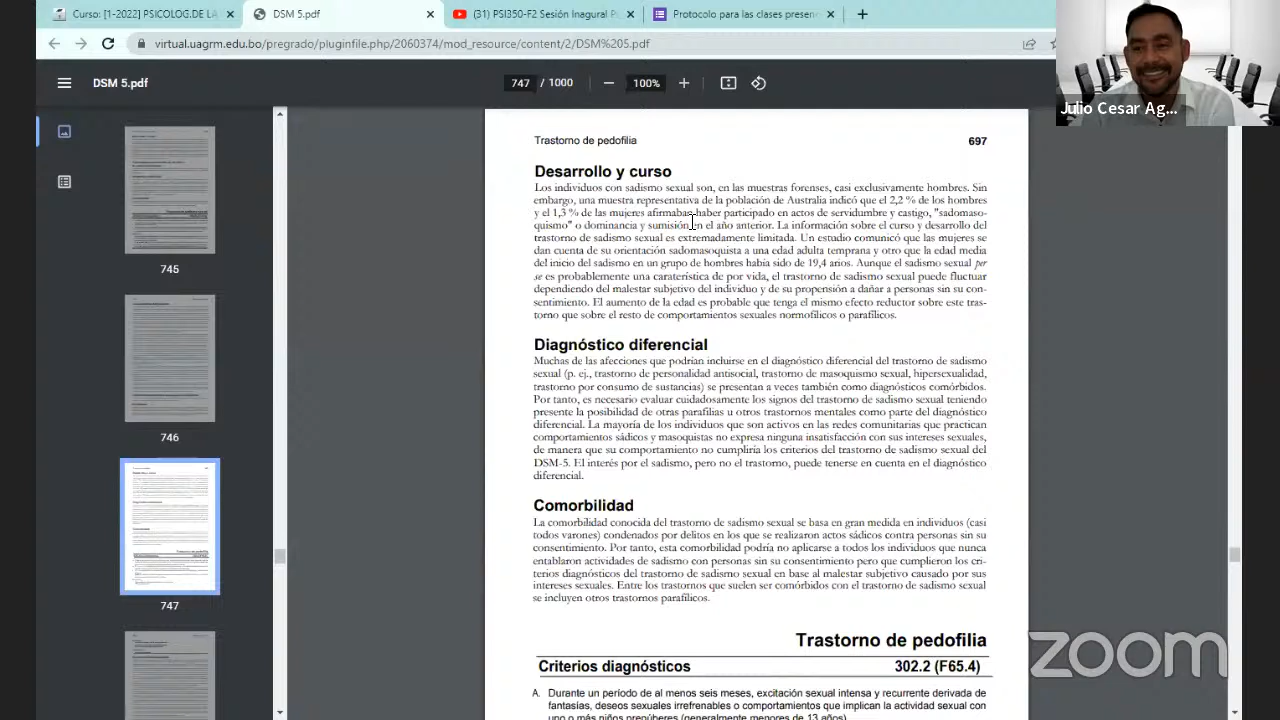 Curso: [1-2022] PSICOLOG.DE LA
DSM 5.pdf
(31) PSI350-F2 Sesión Inagural P
Protocolo para las clases presen
virtual.uagrm.edu.bo/pregrado/pluginfile.php/2060374/mod_resource/content/2/DSM%205.pdf
DSM 5.pdf
747 / 1000
100%
Julio Cesar Ag...
745
746
747
Trastorno de pedofilia 697
Desarrollo y curso
Los individuos con sadismo sexual son, en las muestras forenses, casi exclusivamente hombres. Sin
embargo, una muestra representativa de la población de Australia indicó que el 2,2 % de los hombres
y el 1,3 % de las mujeres afirmaban haber participado en actos de servidumbre y castigo, "sadomaso-
quismo" o dominancia y sumisión en el año anterior. La información sobre el curso y desarrollo del
trastorno de sadismo sexual es extremadamente limitada. Un estudio comunicó que las mujeres se
dan cuenta de su orientación sadomasoquista a una edad adulta temprana y otro que la edad media
del inicio del sadismo en un grupo de hombres había sido de 19,4 años. Aunque el sadismo sexual per
se es probablemente una caraterística de por vida, el trastorno de sadismo sexual puede fluctuar
dependiendo del malestar subjetivo del individuo y de su propensión a dañar a personas sin su con-
sentimiento. El aumento de la edad es probable que tenga el mismo efecto reductor sobre este tras-
torno que sobre el resto de comportamientos sexuales normofílicos o parafílicos.
Diagnóstico diferencial
Muchas de las afecciones que podrían incluirse en el diagnóstico diferencial del trastorno de sadismo
sexual (p. ej., trastorno de personalidad antisocial, trastorno de masoquismo sexual, hipersexualidad,
trastorno por consumo de sustancias) se presentan a veces también como diagnósticos comórbidos.
Por tanto, es necesario evaluar cuidadosamente los signos del trastorno de sadismo sexual teniendo
presente la posibilidad de otras parafilias u otros trastornos mentales como parte del diagnóstico
diferencial. La mayoría de los individuos que son activos en las redes comunitarias que practican
comportamientos sádicos y masoquistas no expresa ninguna insatisfacción con sus intereses sexuales,
de manera que su comportamiento no cumpliría los criterios del trastorno de sadismo sexual del
DSM-5. El interés por el sadismo, pero no el trastorno, puede tenerse en cuenta en el diagnóstico
diferencial.
Comorbilidad
La comorbilidad conocida del trastorno de sadismo sexual se basa en gran medida en individuos (casi
todos varones) condenados por delitos en los que se realizaron actos sádicos contra personas sin su
consentimiento. Por tanto, esta comorbilidad podría no aplicarse a todos los individuos que nunca
entablaron actividades de sadismo con personas sin su consentimiento pero que cumplieron los cri-
terios diagnósticos del trastorno de sadismo sexual en base al malestar subjetivo causado por sus
intereses sexuales. Entre los trastornos que suelen ser comórbidos con el trastorno de sadismo sexual
se incluyen otros trastornos parafílicos.
Trastorno de pedofilia
Criterios diagnósticos 302.2 (F65.4)
A. Durante un período de al menos seis meses, excitación sexual intensa y recurrente derivada de
fantasías, deseos sexuales irrefrenables o comportamientos que implican la actividad sexual con
uno o más niños prepúberes (generalmente menores de 13 años).
zoom